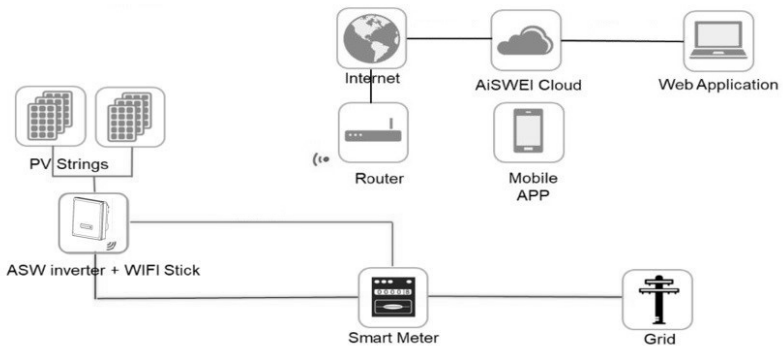 Internet
AiSWEI Cloud
Web Application
PV Strings
Router
Mobile
APP
ASW inverter + WIFI Stick
Smart Meter
Grid